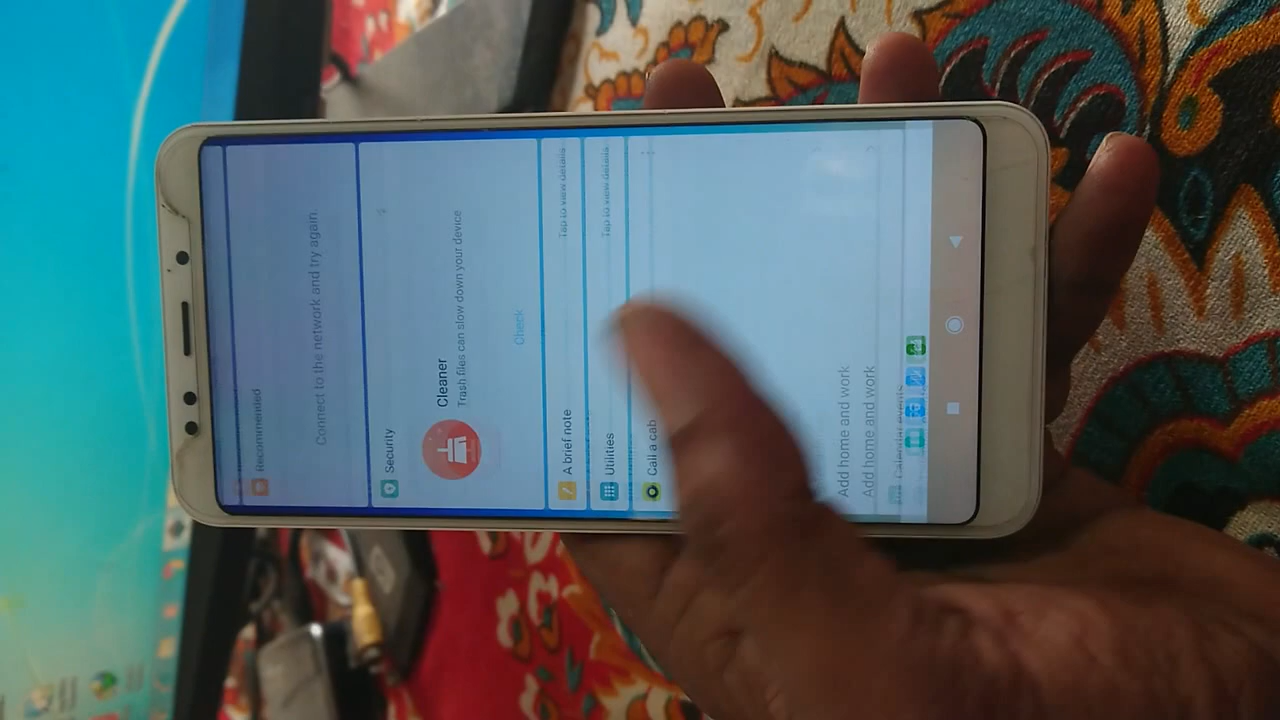 Recommended
Connect to the network and try again.
Security
Cleaner
Trash files can slow down your device
Check
A brief note
Tap to view details
Utilities
Tap to view details
Call a cab
Add home and work
Add home and work
Calendar events